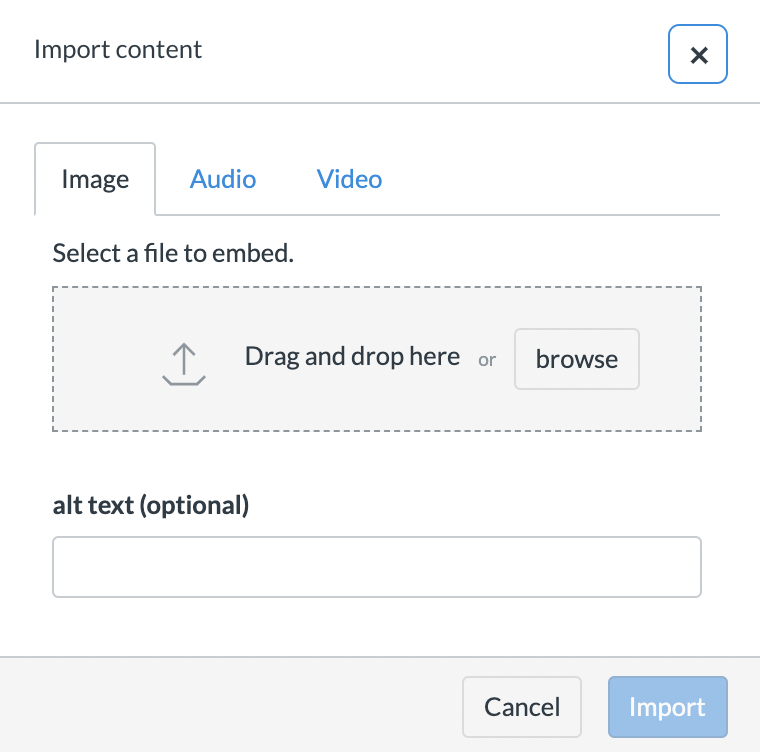 Import content
Image Audio Video
Select a file to embed.
Drag and drop here or browse
alt text (optional)
Cancel Import